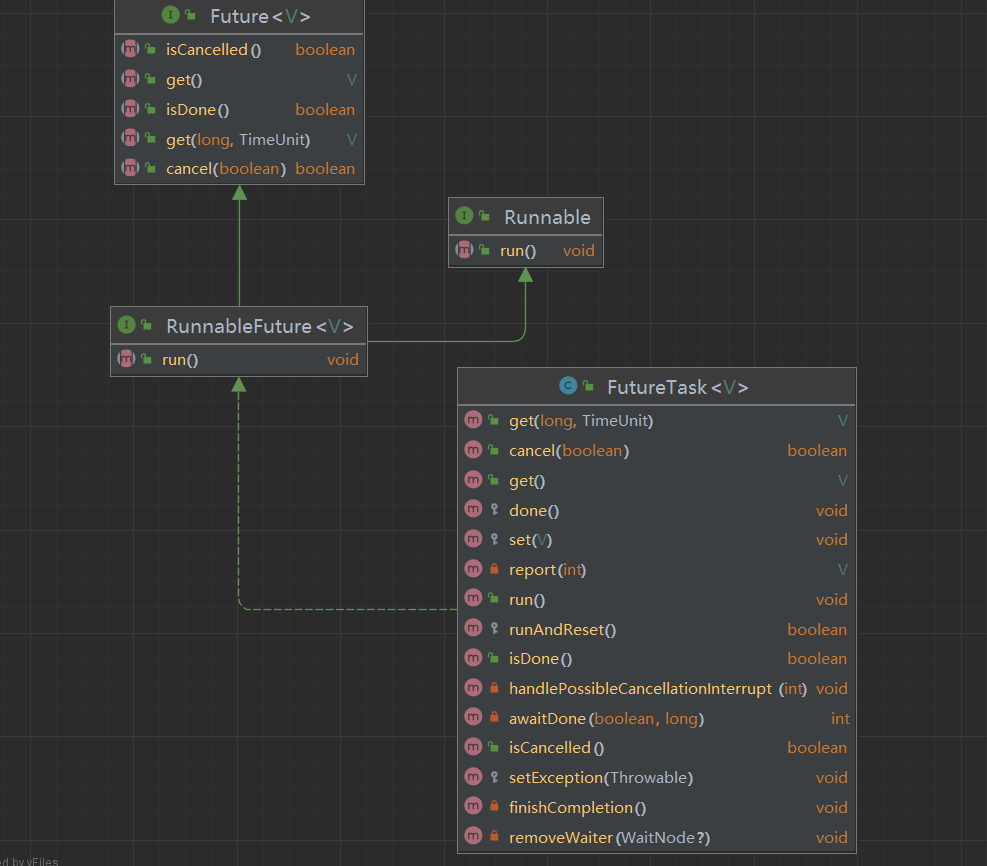 Future<V>
isCancelled() boolean
get() V
isDone() boolean
get(long, TimeUnit) V
cancel(boolean) boolean
Runnable
run() void
RunnableFuture<V>
run() void
FutureTask<V>
get(long, TimeUnit) V
cancel(boolean) boolean
get() V
done() void
set(V) void
report(int) V
run() void
runAndReset() boolean
isDone() boolean
handlePossibleCancellationInterrupt (int) void
awaitDone(boolean, long) int
isCancelled() boolean
setException(Throwable) void
finishCompletion() void
removeWaiter(WaitNode?) void
ed by yFiles